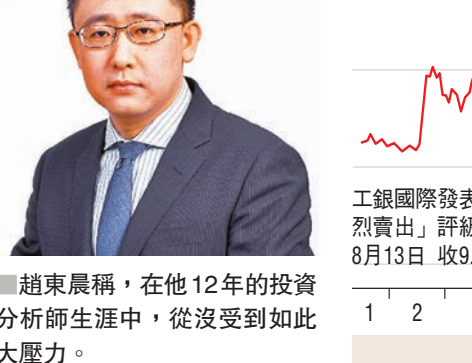 ■趙東晨稱，在他12年的投資
分析師生涯中，從沒受到如此
大壓力。
工銀國際發表
烈賣出」評級
8月13日 收9
1 2